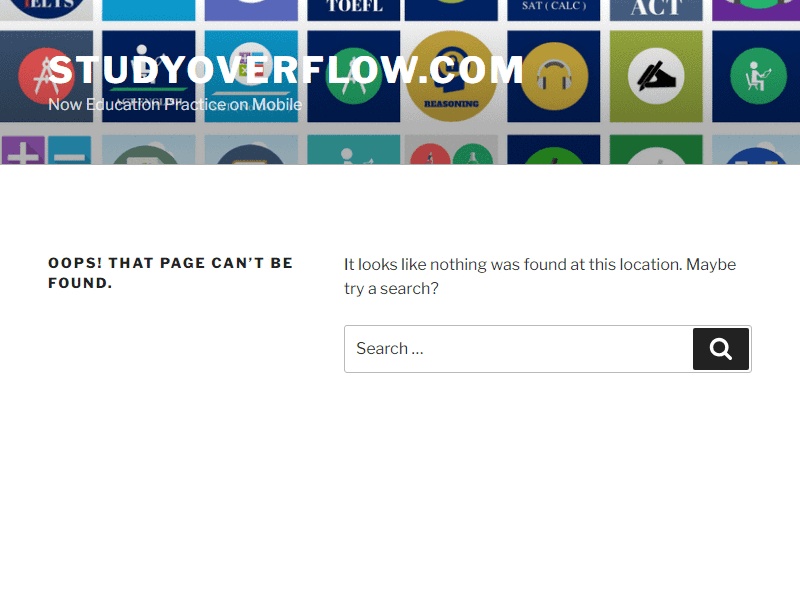 IELTS
TOEFL
SAT ( CALC )
ACT
STUDYOVERFLOW.COM
Now Education Practice on Mobile
REASONING
OOPS! THAT PAGE CAN’T BE
FOUND.
It looks like nothing was found at this location. Maybe
try a search?
Search …